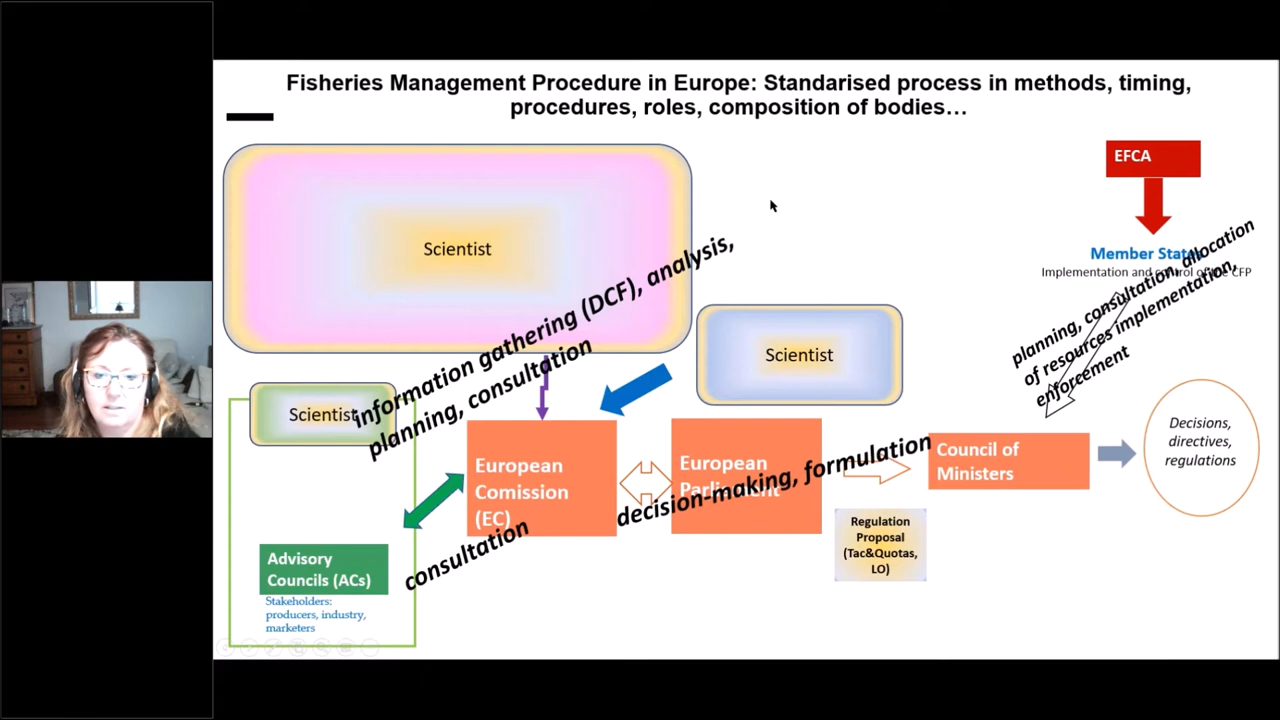 Fisheries Management Procedure in Europe: Standarised process in methods, timing,
procedures, roles, composition of bodies…
EFCA
Scientist
information gathering (DCF), analysis,
planning, consultation
Member States
Implementation and control of the CFP
planning, consultation, allocation
of resources implementation,
enforcement
Scientist
Scientist
European
Comission
(EC)
European
Parliament
decision-making, formulation
Council of
Ministers
Decisions,
directives,
regulations
consultation
Regulation
Proposal
(Tac&Quotas,
LO)
Advisory
Councils (ACs)
Stakeholders:
producers, industry,
marketers